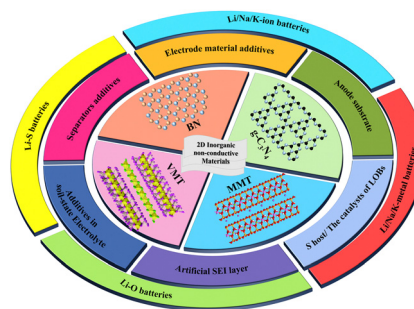 Li/Na/K-ion batteries
Electrode material additives
Li-S batteries
Separators additives
Anode substrate
BN
g-C₃N₄
2D Inorganic
non-conductive
Materials
VMT
MMT
Li/Na/K-metal batteries
Additives in
soil-state Electrolyte
S host/ The catalysts of LOBs
Artificial SEI layer
Li-O batteries